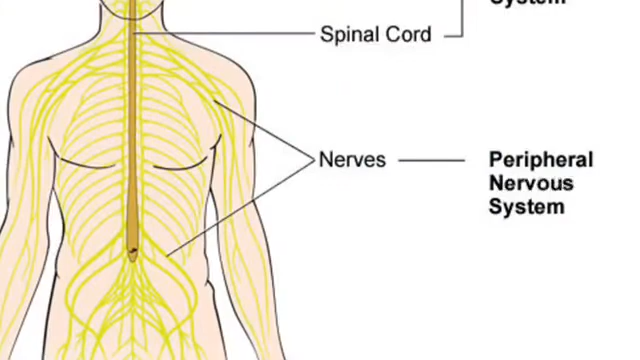 System
Spinal Cord
Nerves
Peripheral
Nervous
System